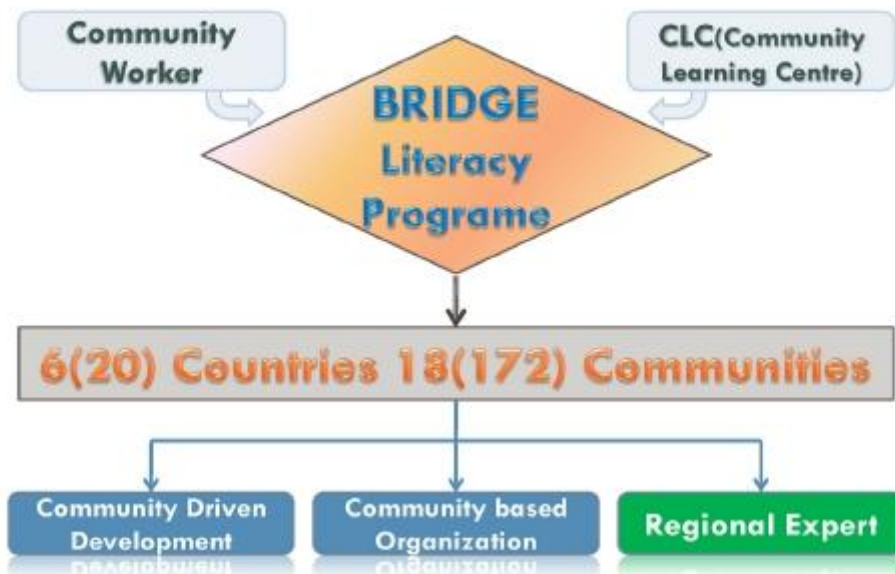 Community
Worker
CLC(Community
Learning Centre)
BRIDGE
Literacy
Programe
6(20) Countries 18(172) Communities
Community Driven
Development
Community based
Organization
Regional Expert